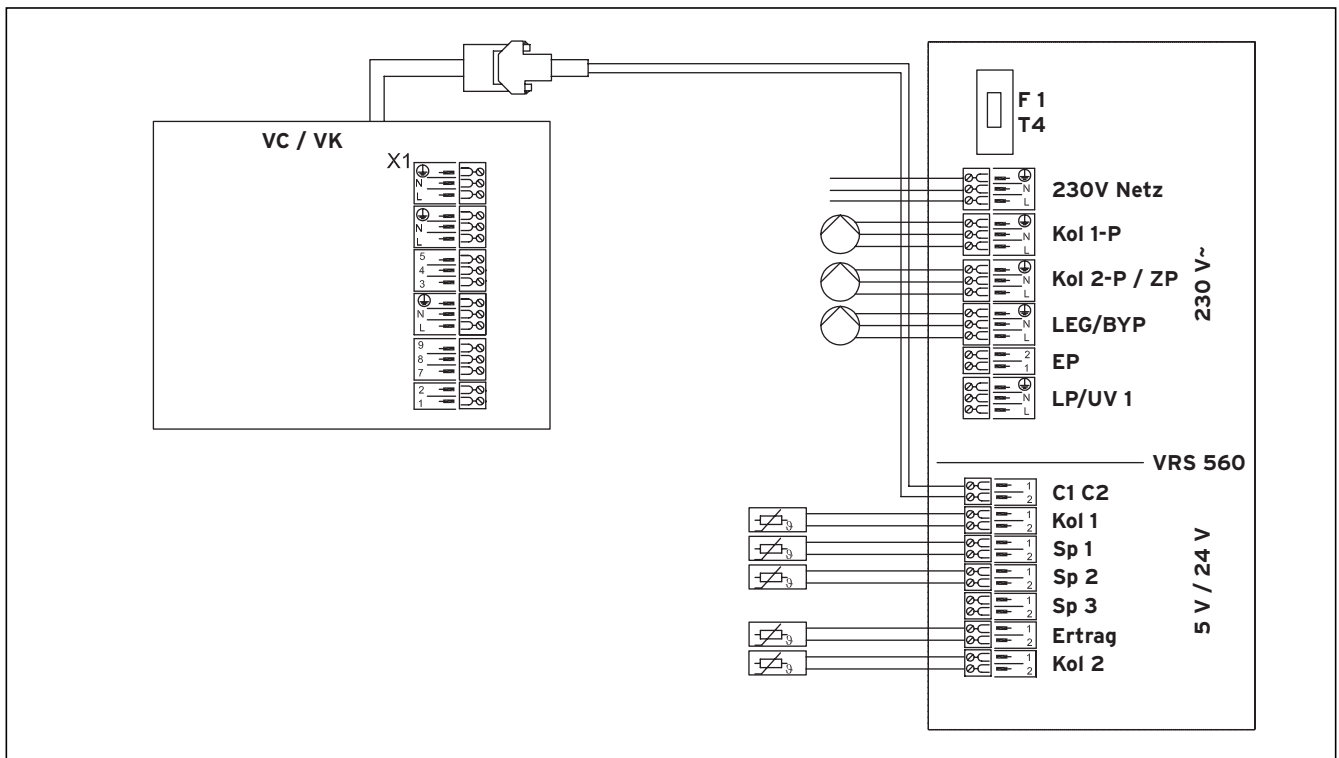 VC / VK
X1
N
L
N
L
5
4
3
N
L
9
8
7
2
1
F 1
T4
N
L
230V Netz
N
L
Kol 1-P
N
L
Kol 2-P / ZP
N
L
LEG/BYP
2
1
EP
N
L
LP/UV 1
230 V~
VRS 560
1
2
C1 C2
ϑ
1
2
Kol 1
ϑ
1
2
Sp 1
ϑ
1
2
Sp 2
1
2
Sp 3
ϑ
1
2
Ertrag
ϑ
1
2
Kol 2
5 V / 24 V